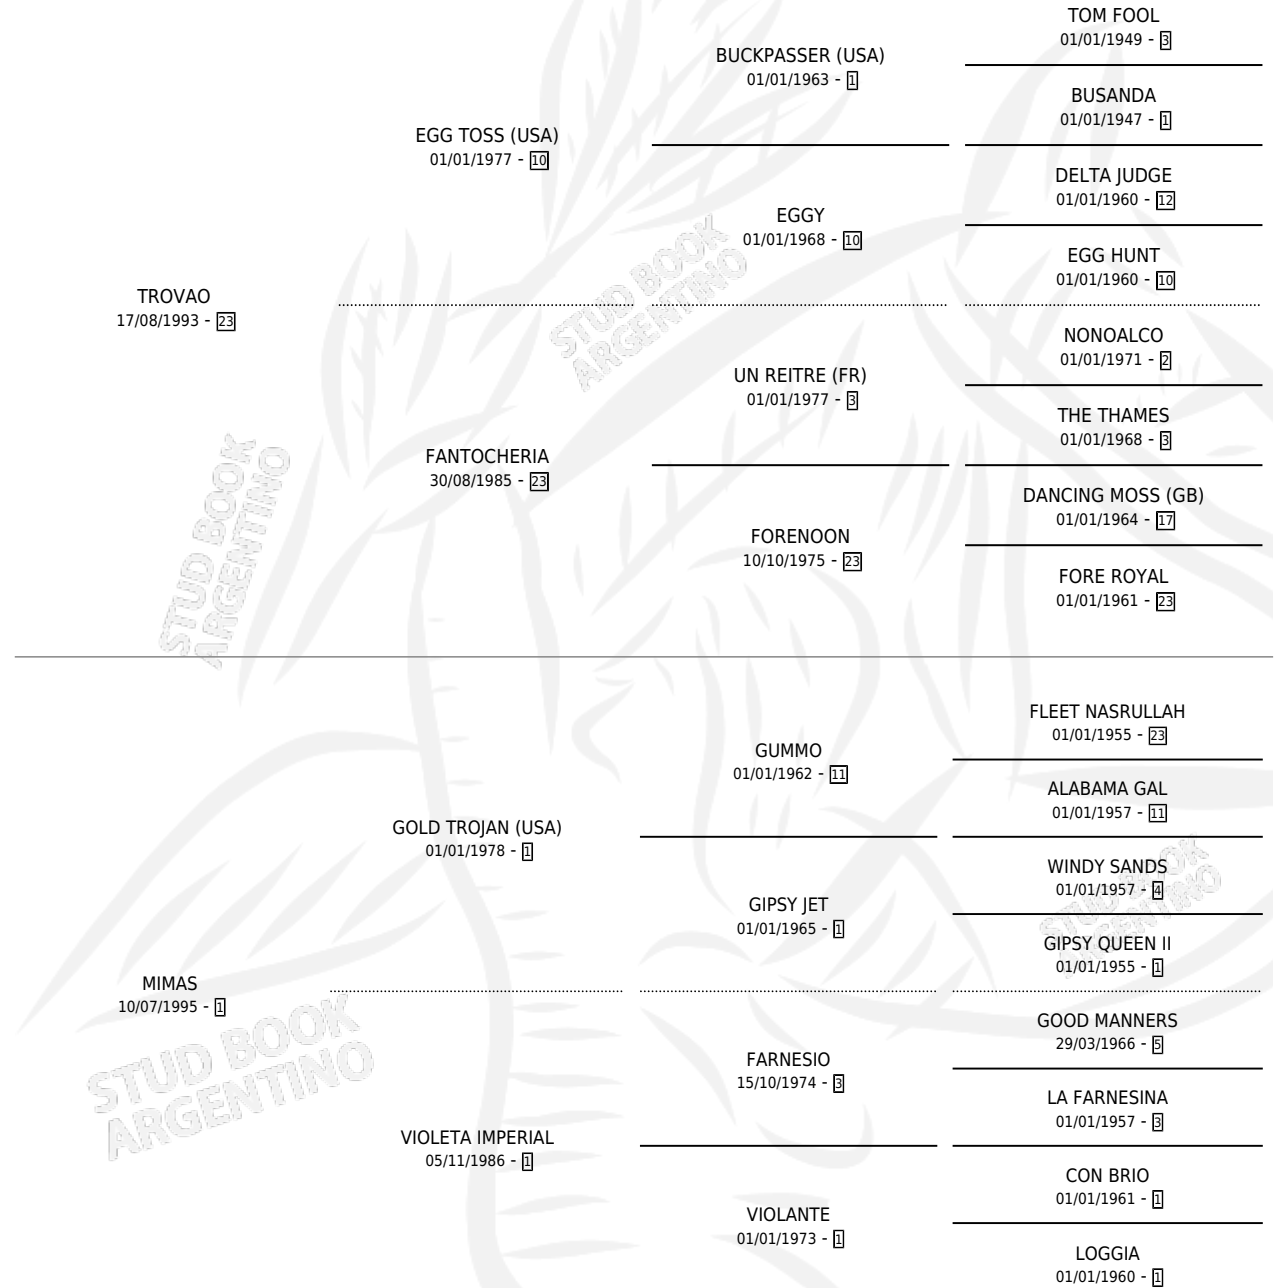 TOM FOOL
01/01/1949 - 3
BUCKPASSER (USA)
01/01/1963 - 1
BUSANDA
01/01/1947 - 1
EGG TOSS (USA)
01/01/1977 - 10
DELTA JUDGE
01/01/1960 - 12
EGGY
01/01/1968 - 10
EGG HUNT
01/01/1960 - 10
TROVAO
17/08/1993 - 23
STUD BOOK
ARGENTINO
NONOALCO
01/01/1971 - 2
UN REITRE (FR)
01/01/1977 - 3
THE THAMES
01/01/1968 - 3
FANTOCHERIA
30/08/1985 - 23
DANCING MOSS (GB)
01/01/1964 - 17
FORENOON
10/10/1975 - 23
FORE ROYAL
01/01/1961 - 23
STUD BOOK
ARGENTINO
FLEET NASRULLAH
01/01/1955 - 23
GUMMO
01/01/1962 - 11
ALABAMA GAL
01/01/1957 - 11
GOLD TROJAN (USA)
01/01/1978 - 1
WINDY SANDS
01/01/1957 - 4
GIPSY JET
01/01/1965 - 1
STUD BOOK
ARGENTINO
GIPSY QUEEN II
01/01/1955 - 1
MIMAS
10/07/1995 - 1
GOOD MANNERS
29/03/1966 - 5
FARNESIO
15/10/1974 - 3
LA FARNESINA
01/01/1957 - 3
STUD BOOK
ARGENTINO
VIOLETA IMPERIAL
05/11/1986 - 1
CON BRIO
01/01/1961 - 1
VIOLANTE
01/01/1973 - 1
LOGGIA
01/01/1960 - 1